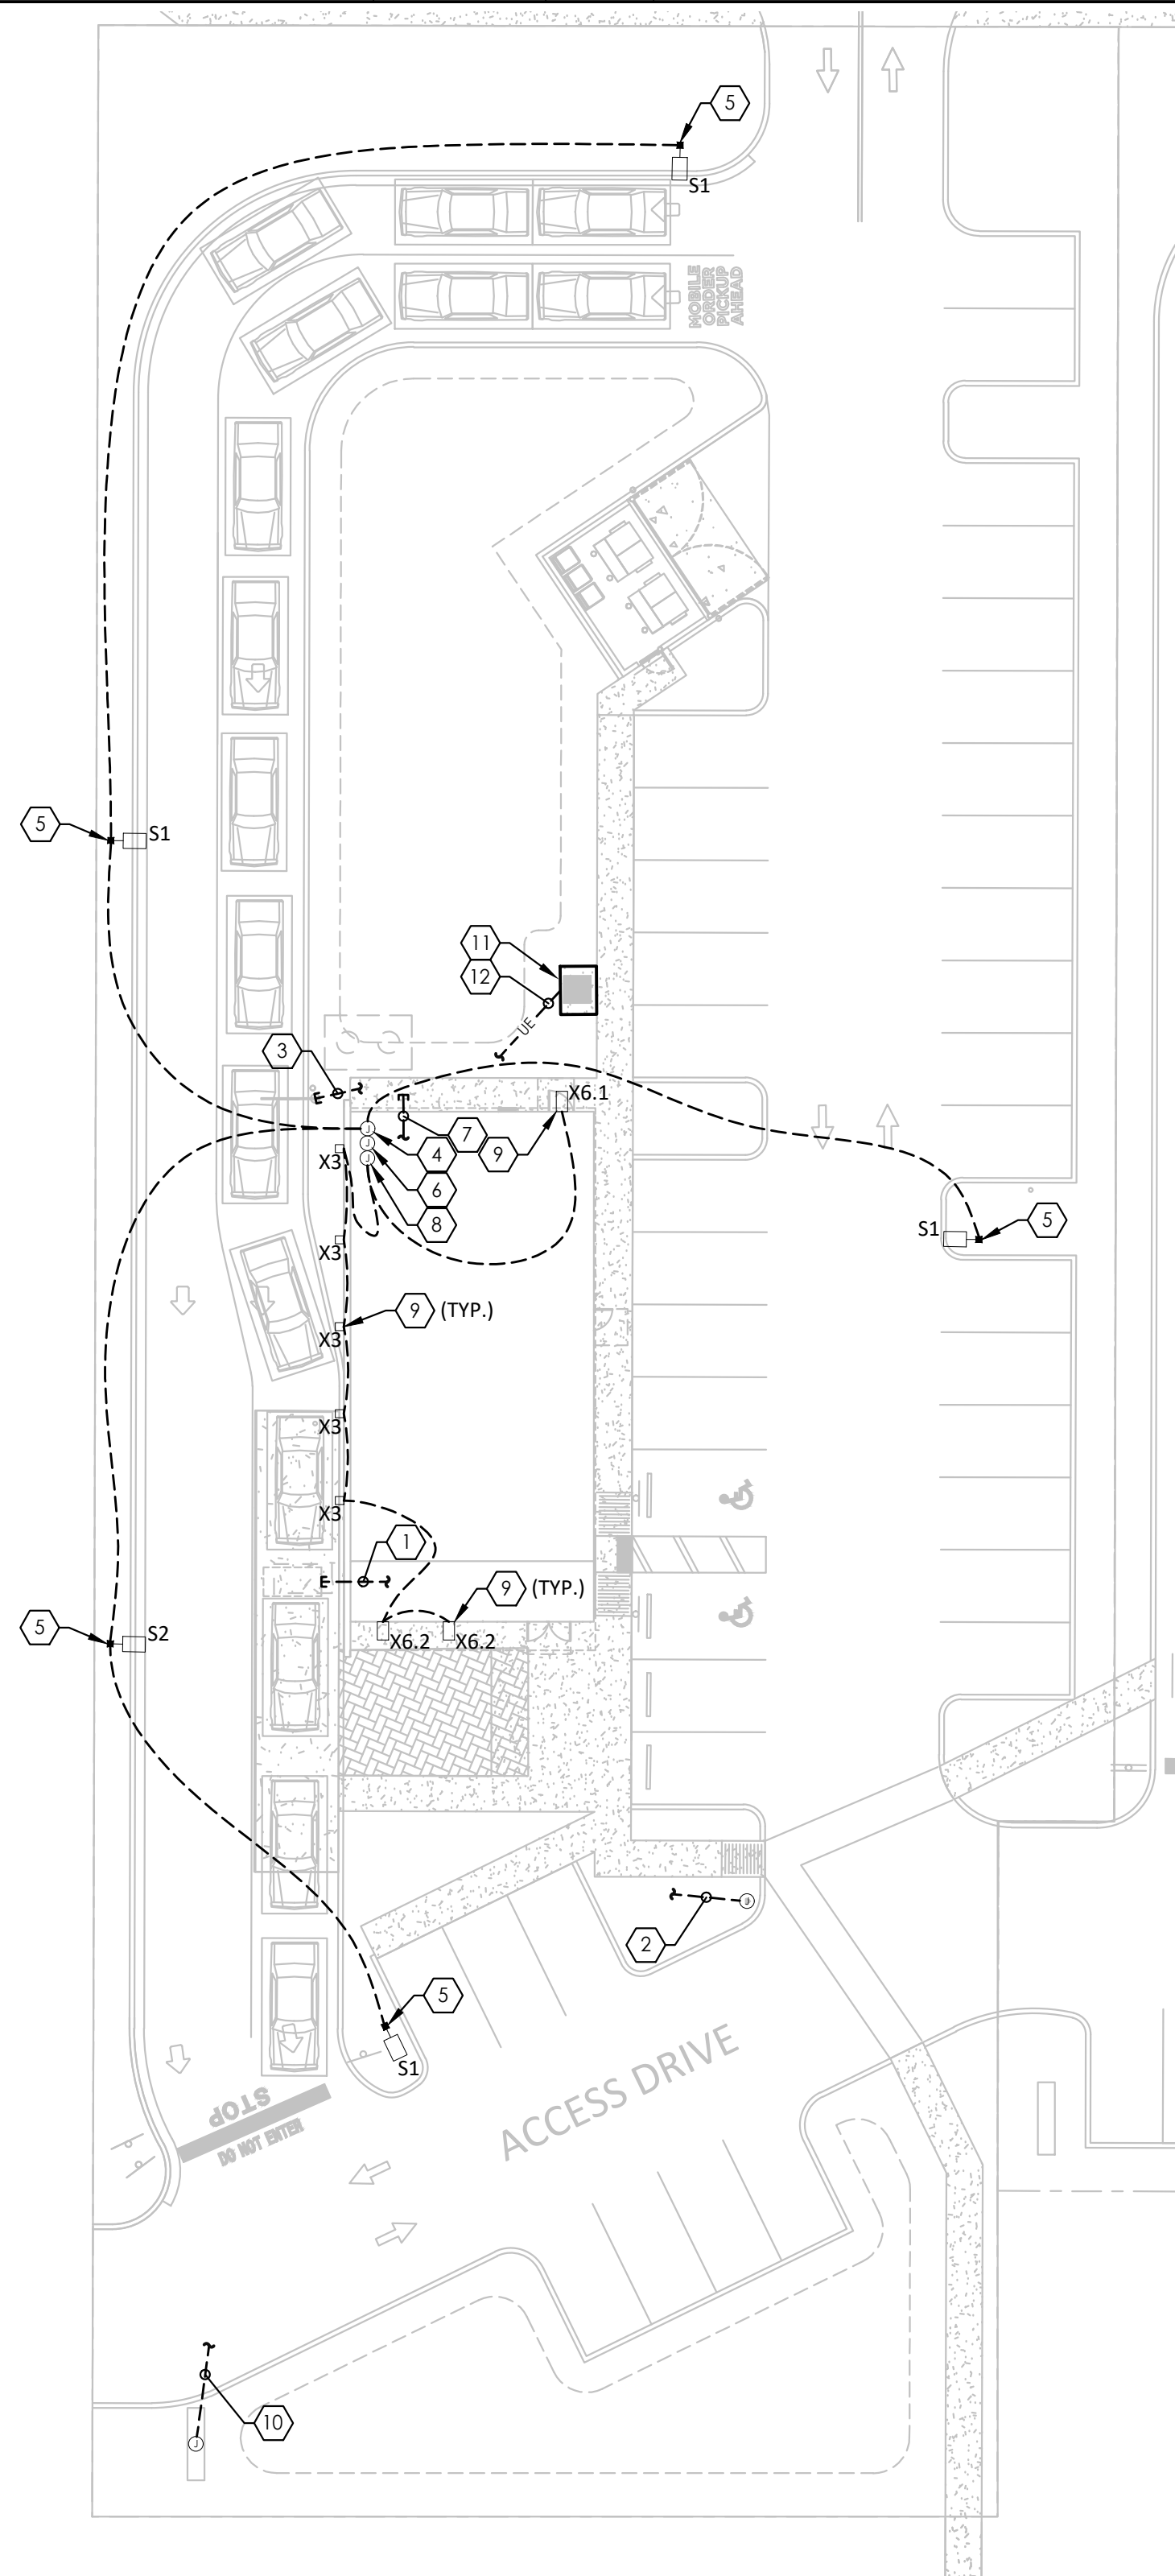 5
S1
MOBILE
ORDER
PICKUP
AHEAD
5
S1
11
12
UE
3
E
X6.1
J
7
9
J
4
J
X3
6
8
S1
5
X3
9 (TYP.)
X3
X3
X3
1
E
9 (TYP.)
5
S2
X6.2
X6.2
2
5
S1
ACCESS DRIVE
STOP
DO NOT ENTER
10
J